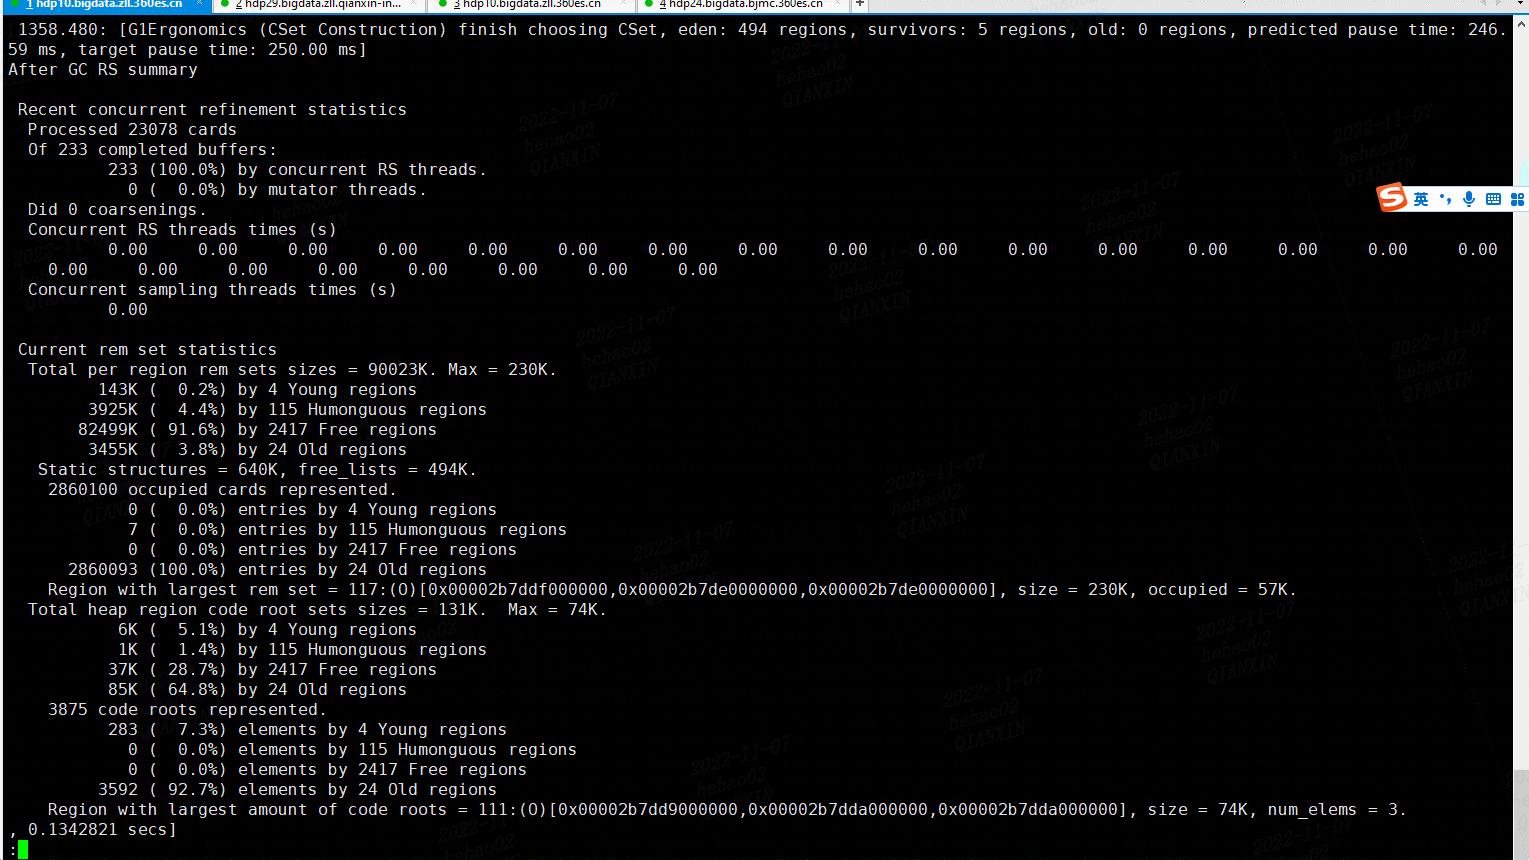 1 hdp10.bigdata.zll.360es.cn × 2 hdp29.bigdata.zll.qianxin-in... × 3 hdp10.bigdata.zll.360es.cn × 4 hdp24.bigdata.bjmc.360es.cn × +
1358.480: [G1Ergonomics (CSet Construction) finish choosing CSet, eden: 494 regions, survivors: 5 regions, old: 0 regions, predicted pause time: 246.
59 ms, target pause time: 250.00 ms]
After GC RS summary
Recent concurrent refinement statistics
Processed 23078 cards
Of 233 completed buffers:
233 (100.0%) by concurrent RS threads.
0 (  0.0%) by mutator threads.
Did 0 coarsenings.
Concurrent RS threads times (s)
0.00 0.00 0.00 0.00 0.00 0.00 0.00 0.00 0.00 0.00 0.00 0.00 0.00 0.00 0.00 0.00
0.00 0.00 0.00 0.00 0.00 0.00 0.00 0.00
Concurrent sampling threads times (s)
0.00
Current rem set statistics
Total per region rem sets sizes = 90023K. Max = 230K.
143K (  0.2%) by 4 Young regions
3925K (  4.4%) by 115 Humonguous regions
82499K ( 91.6%) by 2417 Free regions
3455K (  3.8%) by 24 Old regions
Static structures = 640K, free_lists = 494K.
2860100 occupied cards represented.
0 (  0.0%) entries by 4 Young regions
7 (  0.0%) entries by 115 Humonguous regions
0 (  0.0%) entries by 2417 Free regions
2860093 (100.0%) entries by 24 Old regions
Region with largest rem set = 117:(O)[0x00002b7ddf000000,0x00002b7de0000000,0x00002b7de0000000], size = 230K, occupied = 57K.
Total heap region code root sets sizes = 131K.  Max = 74K.
6K (  5.1%) by 4 Young regions
1K (  1.4%) by 115 Humonguous regions
37K ( 28.7%) by 2417 Free regions
85K ( 64.8%) by 24 Old regions
3875 code roots represented.
283 (  7.3%) elements by 4 Young regions
0 (  0.0%) elements by 115 Humonguous regions
0 (  0.0%) elements by 2417 Free regions
3592 ( 92.7%) elements by 24 Old regions
Region with largest amount of code roots = 111:(O)[0x00002b7dd9000000,0x00002b7dda000000,0x00002b7dda000000], size = 74K, num_elems = 3.
, 0.1342821 secs]
:
S 英
2022-11-07
hehao02
QIANXIN